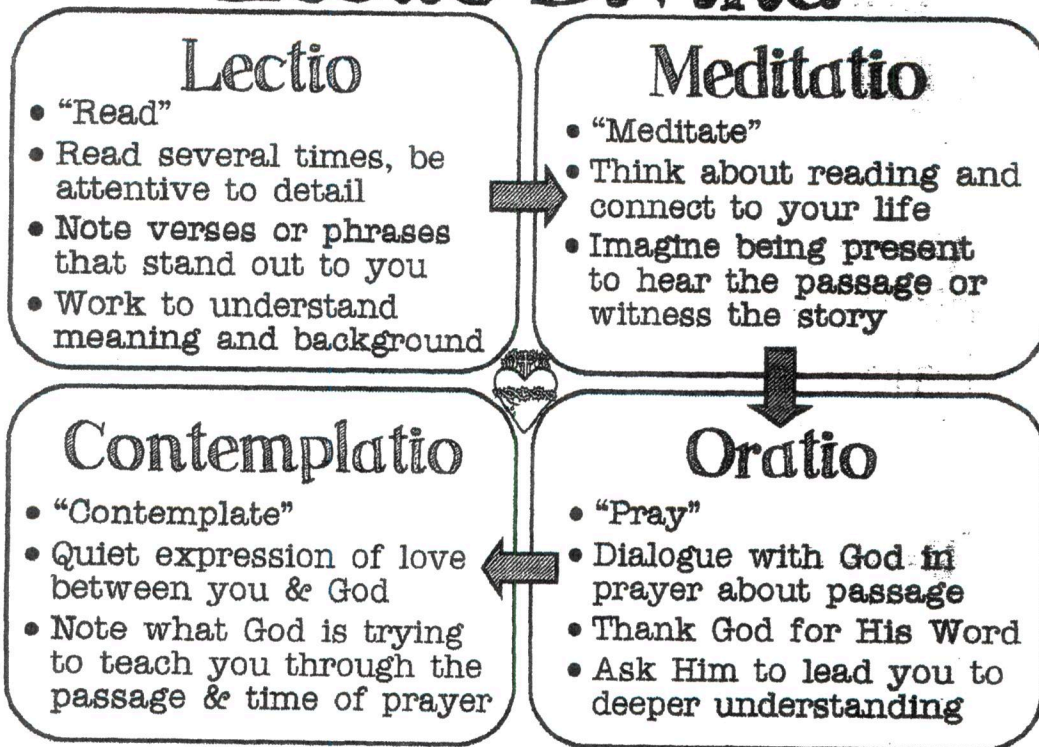 Lectio
• “Read”
• Read several times, be
attentive to detail
• Note verses or phrases
that stand out to you
• Work to understand
meaning and background
Meditatio
• “Meditate”
• Think about reading and
connect to your life
• Imagine being present
to hear the passage or
witness the story
Oratio
• “Pray”
• Dialogue with God in
prayer about passage
• Thank God for His Word
• Ask Him to lead you to
deeper understanding
Contemplatio
• “Contemplate”
• Quiet expression of love
between you & God
• Note what God is trying
to teach you through the
passage & time of prayer